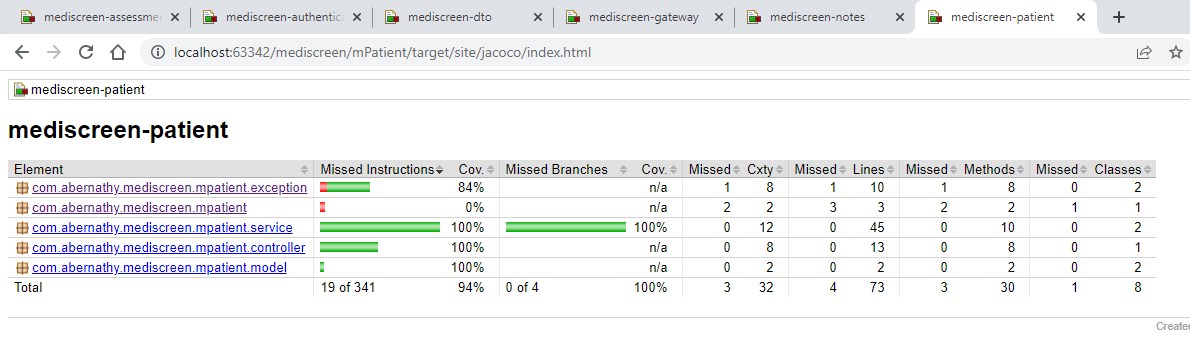 mediscreen-assessmen
mediscreen-authentica
mediscreen-dto
mediscreen-gateway
mediscreen-notes
mediscreen-patient
localhost:63342/mediscreen/mPatient/target/site/jacoco/index.html
mediscreen-patient
mediscreen-patient
Element Missed Instructions Cov. Missed Branches Cov. Missed Cxty Missed Lines Missed Methods Missed Classes
com.abernathy.mediscreen.mpatient.exception 84% n/a 1 8 1 10 1 8 0 2
com.abernathy.mediscreen.mpatient 0% n/a 2 2 3 3 2 2 1 1
com.abernathy.mediscreen.mpatient.service 100% 100% 0 12 0 45 0 10 0 2
com.abernathy.mediscreen.mpatient.controller 100% n/a 0 8 0 13 0 8 0 1
com.abernathy.mediscreen.mpatient.model 100% n/a 0 2 0 2 0 2 0 2
Total 19 of 341 94% 0 of 4 100% 3 32 4 73 3 30 1 8
Created